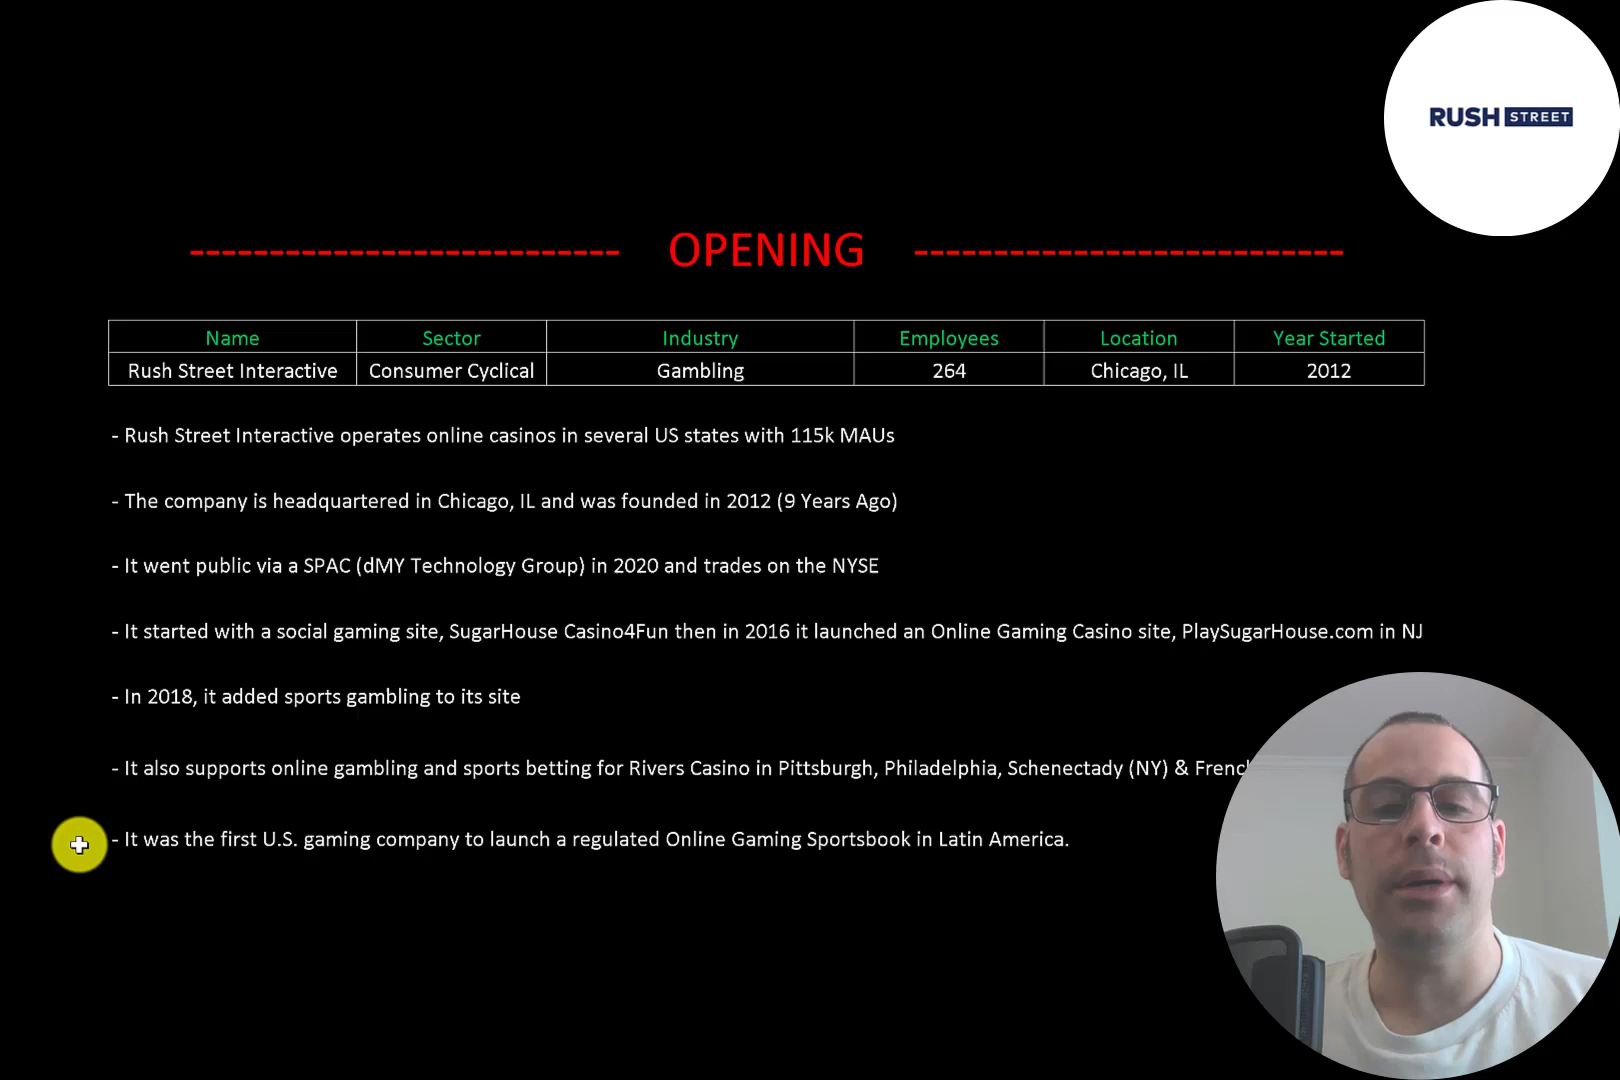 RUSH STREET
-------------------------- OPENING --------------------------
Name Sector Industry Employees Location Year Started
Rush Street Interactive Consumer Cyclical Gambling 264 Chicago, IL 2012
- Rush Street Interactive operates online casinos in several US states with 115k MAUs
- The company is headquartered in Chicago, IL and was founded in 2012 (9 Years Ago)
- It went public via a SPAC (dMY Technology Group) in 2020 and trades on the NYSE
- It started with a social gaming site, SugarHouse Casino4Fun then in 2016 it launched an Online Gaming Casino site, PlaySugarHouse.com in NJ
- In 2018, it added sports gambling to its site
- It also supports online gambling and sports betting for Rivers Casino in Pittsburgh, Philadelphia, Schenectady (NY) &
- It was the first U.S. gaming company to launch a regulated Online Gaming Sportsbook in Latin America.